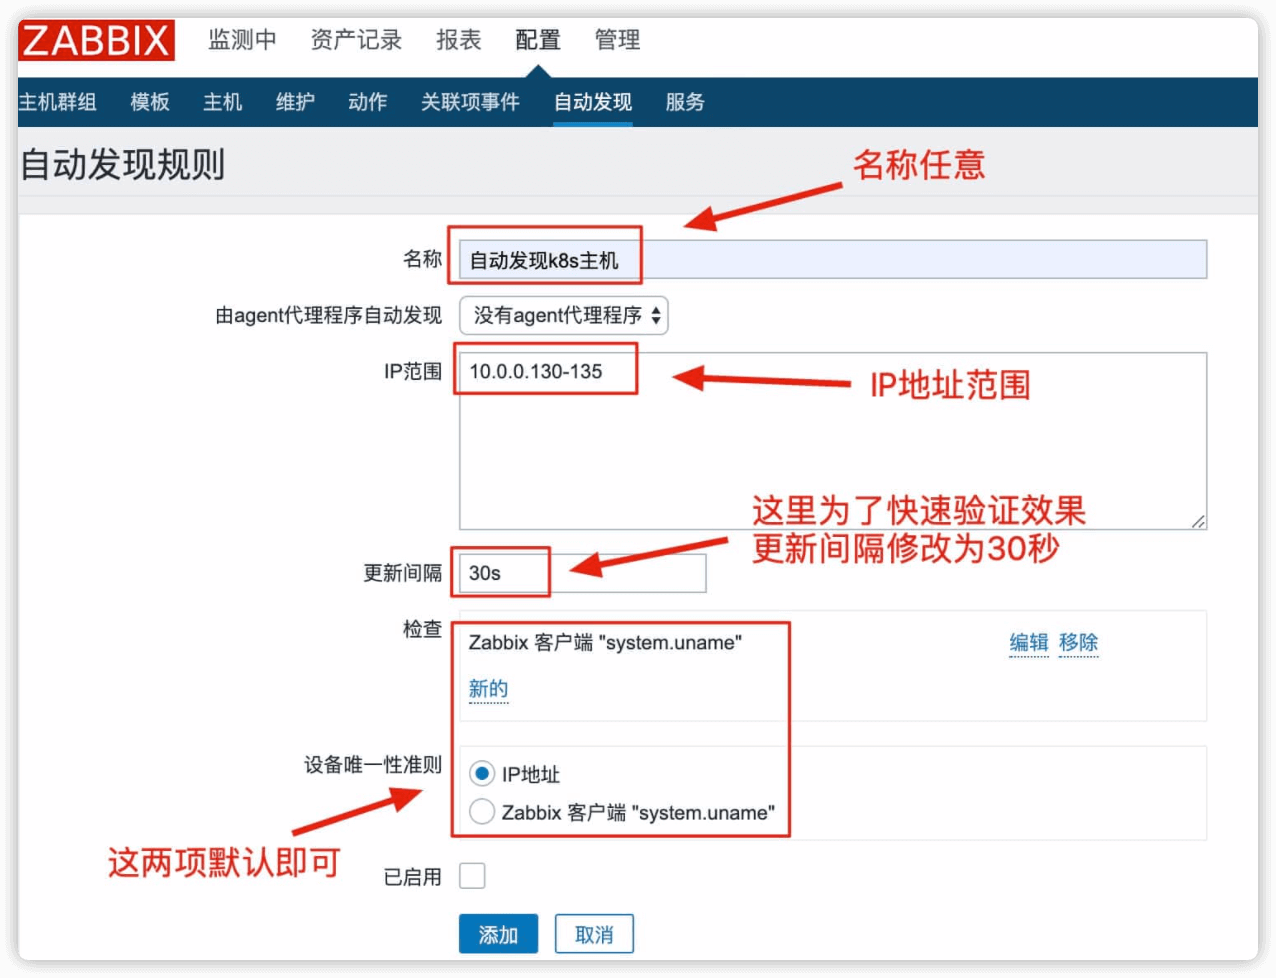 ZABBIX 监测中 资产记录 报表 配置 管理
主机群组 模板 主机 维护 动作 关联项事件 自动发现 服务
自动发现规则
名称任意
名称 自动发现k8s主机
由agent代理程序自动发现 没有agent代理程序
IP范围 10.0.0.130-135
IP地址范围
这里为了快速验证效果
更新间隔修改为30秒
更新间隔 30s
检查 Zabbix 客户端 "system.uname" 编辑 移除
新的
设备唯一性准则 IP地址
Zabbix 客户端 "system.uname"
这两项默认即可
已启用
添加 取消